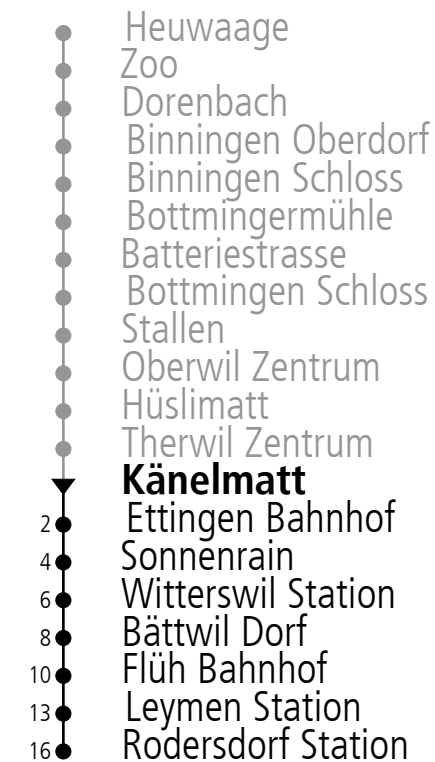 Heuwaage
Zoo
Dorenbach
Binningen Oberdorf
Binningen Schloss
Bottmingermühle
Batteriestrasse
Bottmingen Schloss
Stallen
Oberwil Zentrum
Hüslimatt
Therwil Zentrum
Känelmatt
2 Ettingen Bahnhof
4 Sonnenrain
6 Witterswil Station
8 Bättwil Dorf
10 Flüh Bahnhof
13 Leymen Station
16 Rodersdorf Station